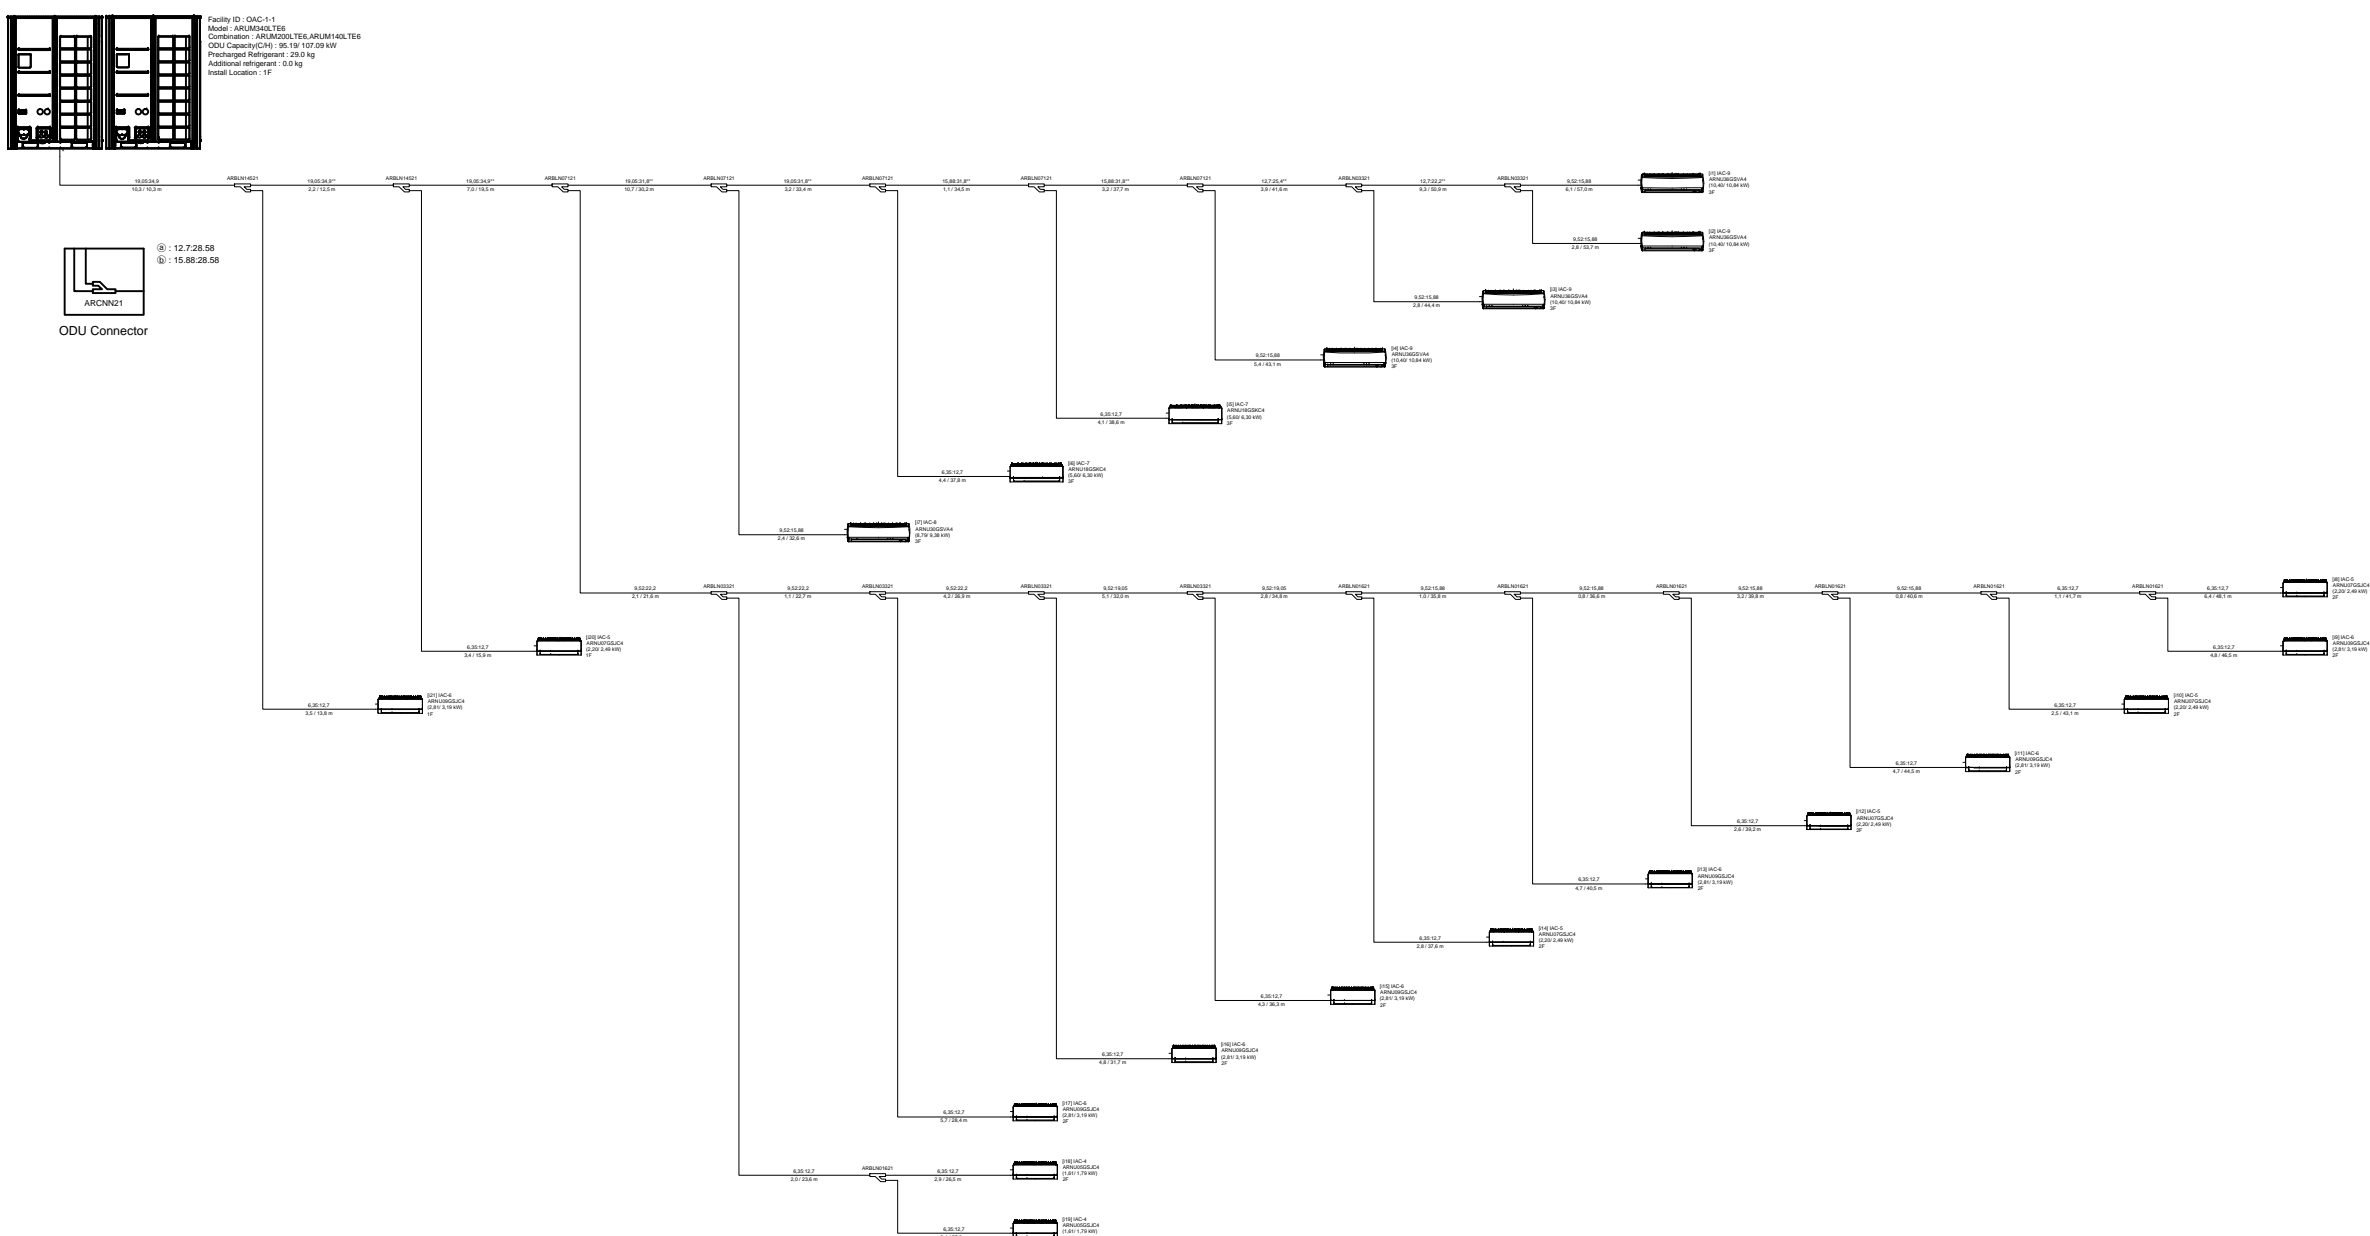 Facility ID : OAC-1-1
Model : ARUM340LTE6
Combination : ARUM200LTE6,ARUM140LTE6
ODU Capacity(C/H) : 95.19/ 107.09 kW
Precharged Refrigerant : 29.0 kg
Additional refrigerant : 0.0 kg
Install Location : 1F
19,05:34,9
10,3 / 10,3 m
ARBLN14521
19,05:34,9**
2,2 / 12,5 m
ARBLN14521
19,05:34,9**
7,0 / 19,5 m
ARBLN07121
19,05:31,8**
10,7 / 30,2 m
ARBLN07121
19,05:31,8**
3,2 / 33,4 m
ARBLN07121
15,88:31,8**
1,1 / 34,5 m
ARBLN07121
15,88:31,8**
3,2 / 37,7 m
ARBLN07121
12,7:25,4**
3,9 / 41,6 m
ARBLN03321
12,7:22,2**
9,3 / 50,9 m
ARBLN03321
9,52:15,88
6,1 / 57,0 m
[i1] IAC-9
ARNU36GSVA4
(10,40/ 10,84 kW)
3F
9,52:15,88
2,8 / 53,7 m
[i2] IAC-9
ARNU36GSVA4
(10,40/ 10,84 kW)
3F
ⓐ : 12.7:28.58
ⓑ : 15.88:28.58
ARCNN21
ODU Connector
9,52:15,88
2,8 / 44,4 m
[i3] IAC-9
ARNU36GSVA4
(10,40/ 10,84 kW)
3F
9,52:15,88
5,4 / 43,1 m
[i4] IAC-9
ARNU36GSVA4
(10,40/ 10,84 kW)
3F
6,35:12,7
4,1 / 38,6 m
[i5] IAC-7
ARNU18GSKC4
(5,60/ 6,30 kW)
3F
6,35:12,7
4,4 / 37,8 m
[i6] IAC-7
ARNU18GSKC4
(5,60/ 6,30 kW)
3F
9,52:15,88
2,4 / 32,6 m
[i7] IAC-8
ARNU30GSVA4
(8,79/ 9,38 kW)
3F
9,52:22,2
2,1 / 21,6 m
ARBLN03321
9,52:22,2
1,1 / 22,7 m
ARBLN03321
9,52:22,2
4,2 / 26,9 m
ARBLN03321
9,52:19,05
5,1 / 32,0 m
ARBLN03321
9,52:19,05
2,8 / 34,8 m
ARBLN01621
9,52:15,88
1,0 / 35,8 m
ARBLN01621
9,52:15,88
0,8 / 36,6 m
ARBLN01621
9,52:15,88
3,2 / 39,8 m
ARBLN01621
9,52:15,88
0,8 / 40,6 m
ARBLN01621
6,35:12,7
1,1 / 41,7 m
ARBLN01621
6,35:12,7
6,4 / 48,1 m
[i8] IAC-5
ARNU07GSJC4
(2,20/ 2,49 kW)
2F
6,35:12,7
4,8 / 46,5 m
[i9] IAC-6
ARNU09GSJC4
(2,81/ 3,19 kW)
2F
6,35:12,7
3,4 / 15,9 m
[i20] IAC-5
ARNU07GSJC4
(2,20/ 2,49 kW)
1F
6,35:12,7
3,5 / 13,8 m
[i21] IAC-6
ARNU09GSJC4
(2,81/ 3,19 kW)
1F
6,35:12,7
2,5 / 43,1 m
[i10] IAC-5
ARNU07GSJC4
(2,20/ 2,49 kW)
2F
6,35:12,7
4,7 / 44,5 m
[i11] IAC-6
ARNU09GSJC4
(2,81/ 3,19 kW)
2F
6,35:12,7
2,6 / 39,2 m
[i12] IAC-5
ARNU07GSJC4
(2,20/ 2,49 kW)
2F
6,35:12,7
4,7 / 40,5 m
[i13] IAC-6
ARNU09GSJC4
(2,81/ 3,19 kW)
2F
6,35:12,7
2,8 / 37,6 m
[i14] IAC-5
ARNU07GSJC4
(2,20/ 2,49 kW)
2F
6,35:12,7
4,3 / 36,3 m
[i15] IAC-6
ARNU09GSJC4
(2,81/ 3,19 kW)
2F
6,35:12,7
4,8 / 31,7 m
[i16] IAC-6
ARNU09GSJC4
(2,81/ 3,19 kW)
2F
6,35:12,7
5,7 / 28,4 m
[i17] IAC-6
ARNU09GSJC4
(2,81/ 3,19 kW)
2F
6,35:12,7
2,0 / 23,6 m
ARBLN01621
6,35:12,7
2,9 / 26,5 m
[i18] IAC-4
ARNU05GSJC4
(1,61/ 1,79 kW)
2F
6,35:12,7
[i19] IAC-4
ARNU05GSJC4
(1,61/ 1,79 kW)